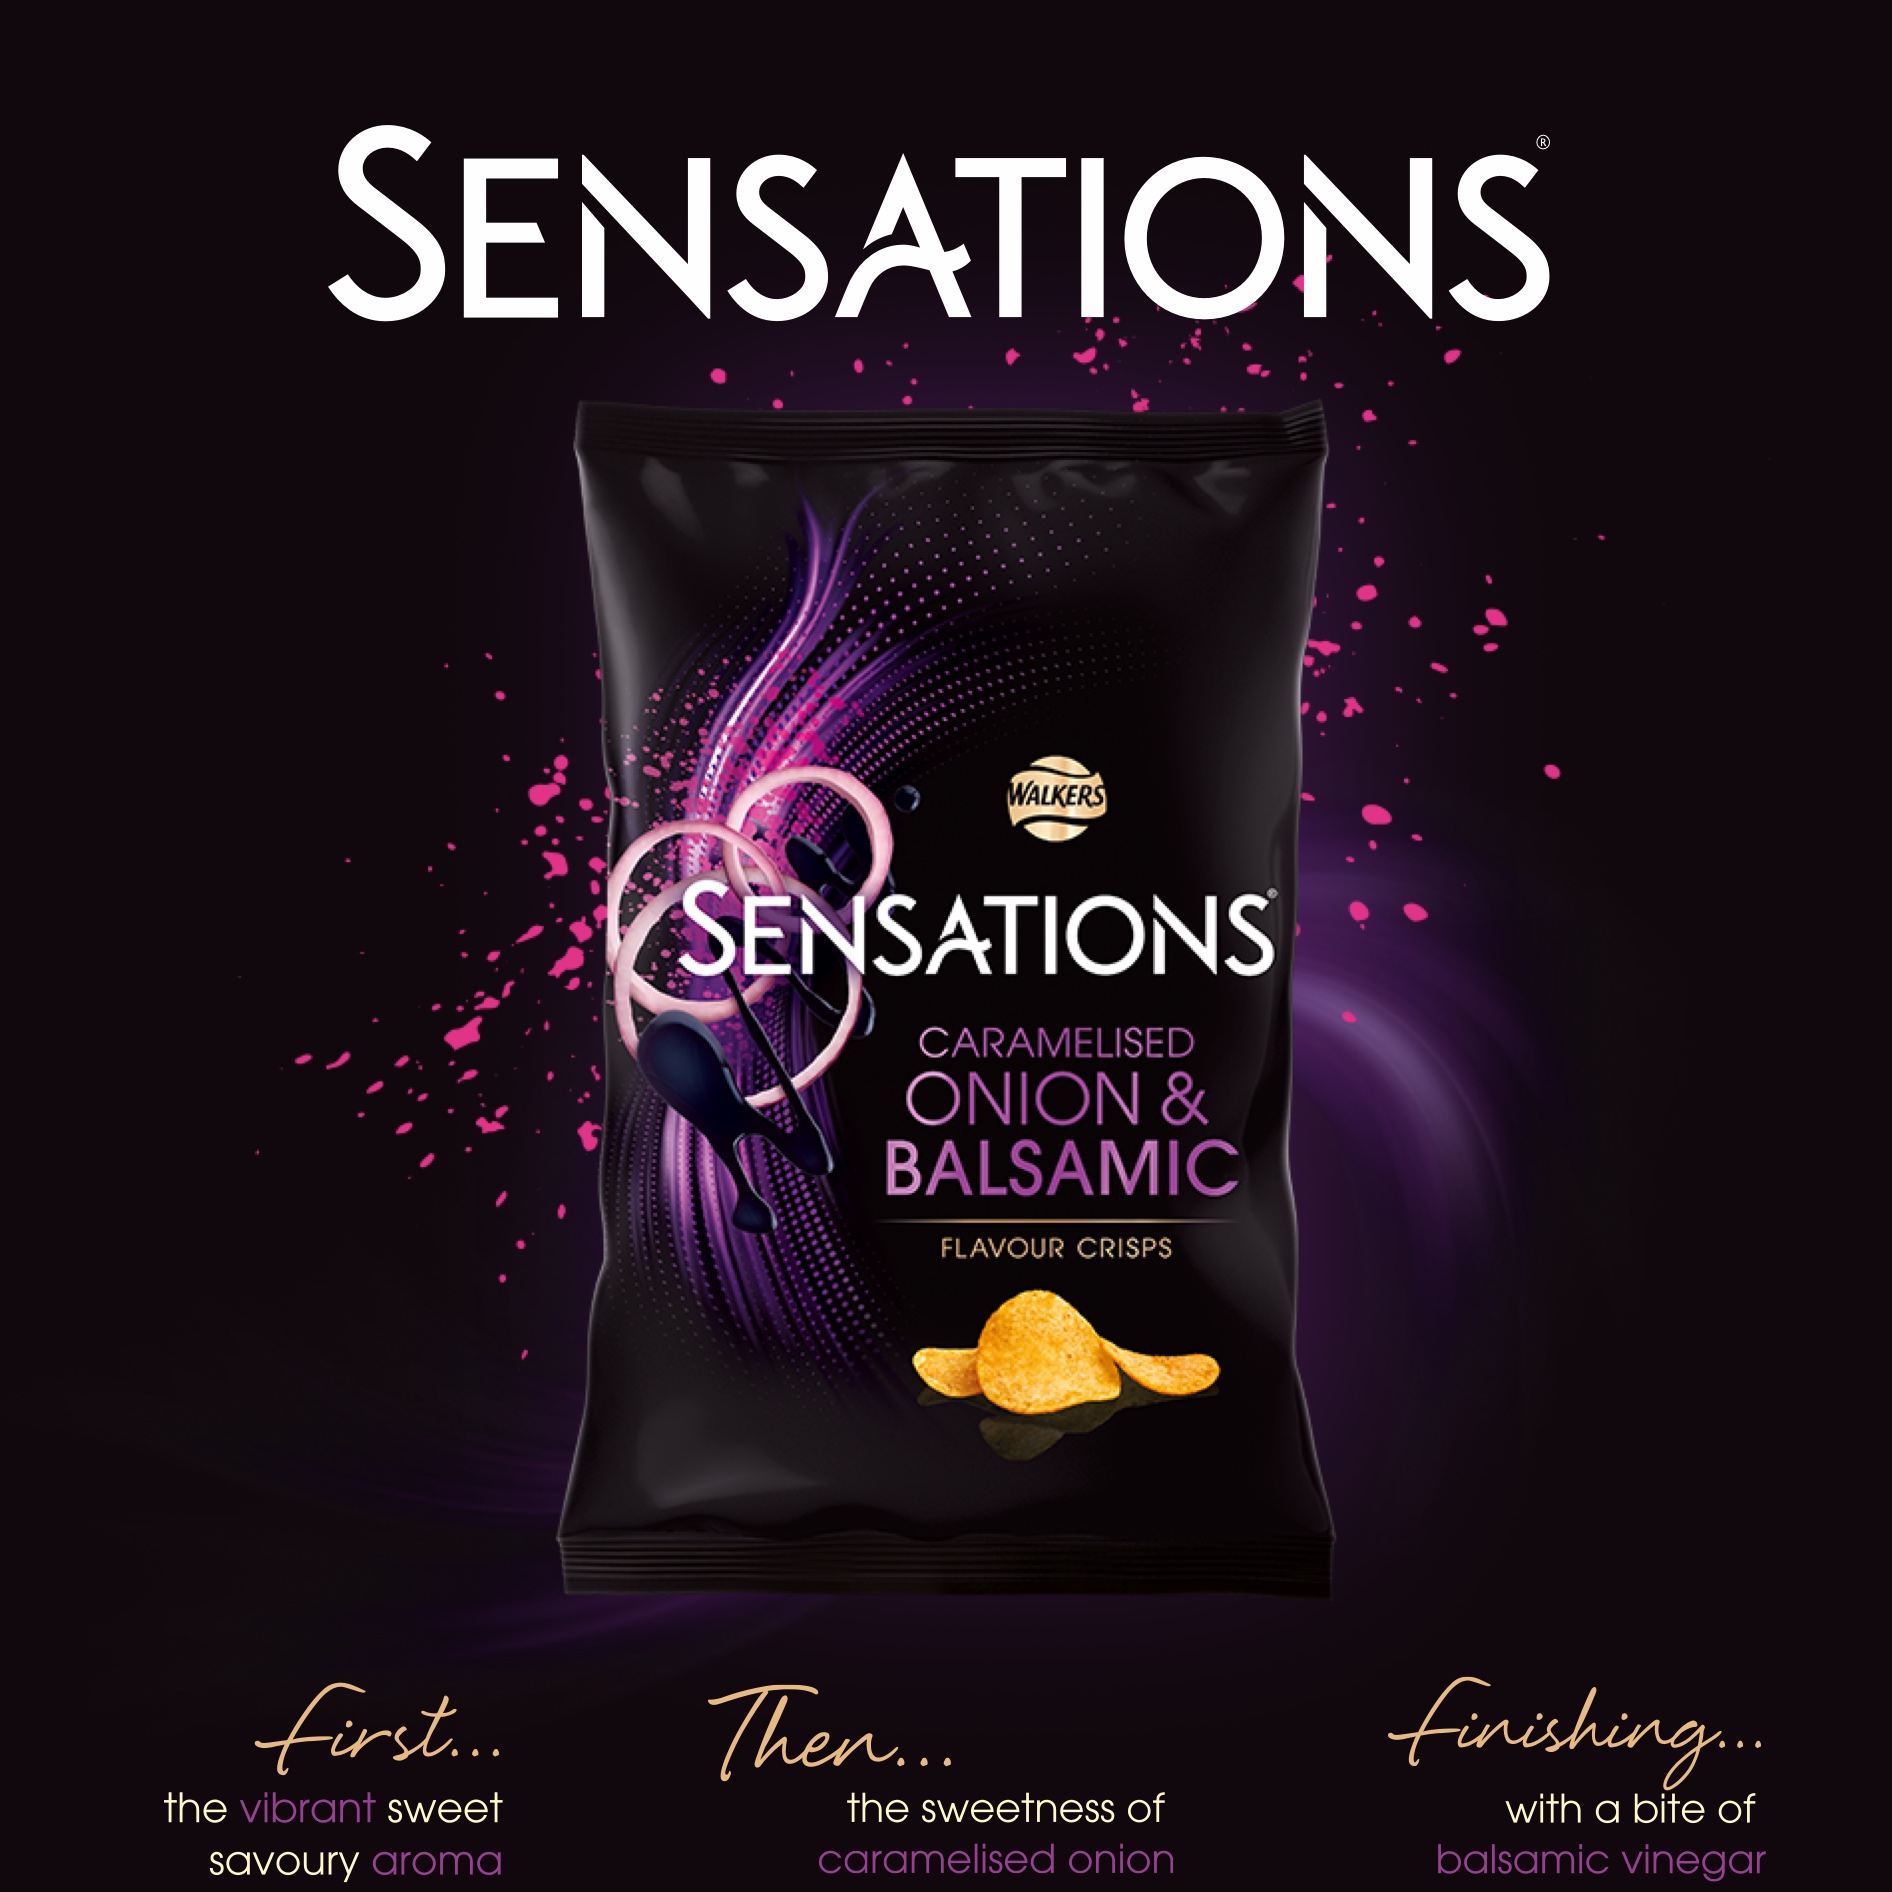 SENSATIONS®
WALKERS
SENSATIONS®
CARAMELISED
ONION &
BALSAMIC
FLAVOUR CRISPS
First...
the vibrant sweet
savoury aroma
Then...
the sweetness of
caramelised onion
Finishing...
with a bite of
balsamic vinegar